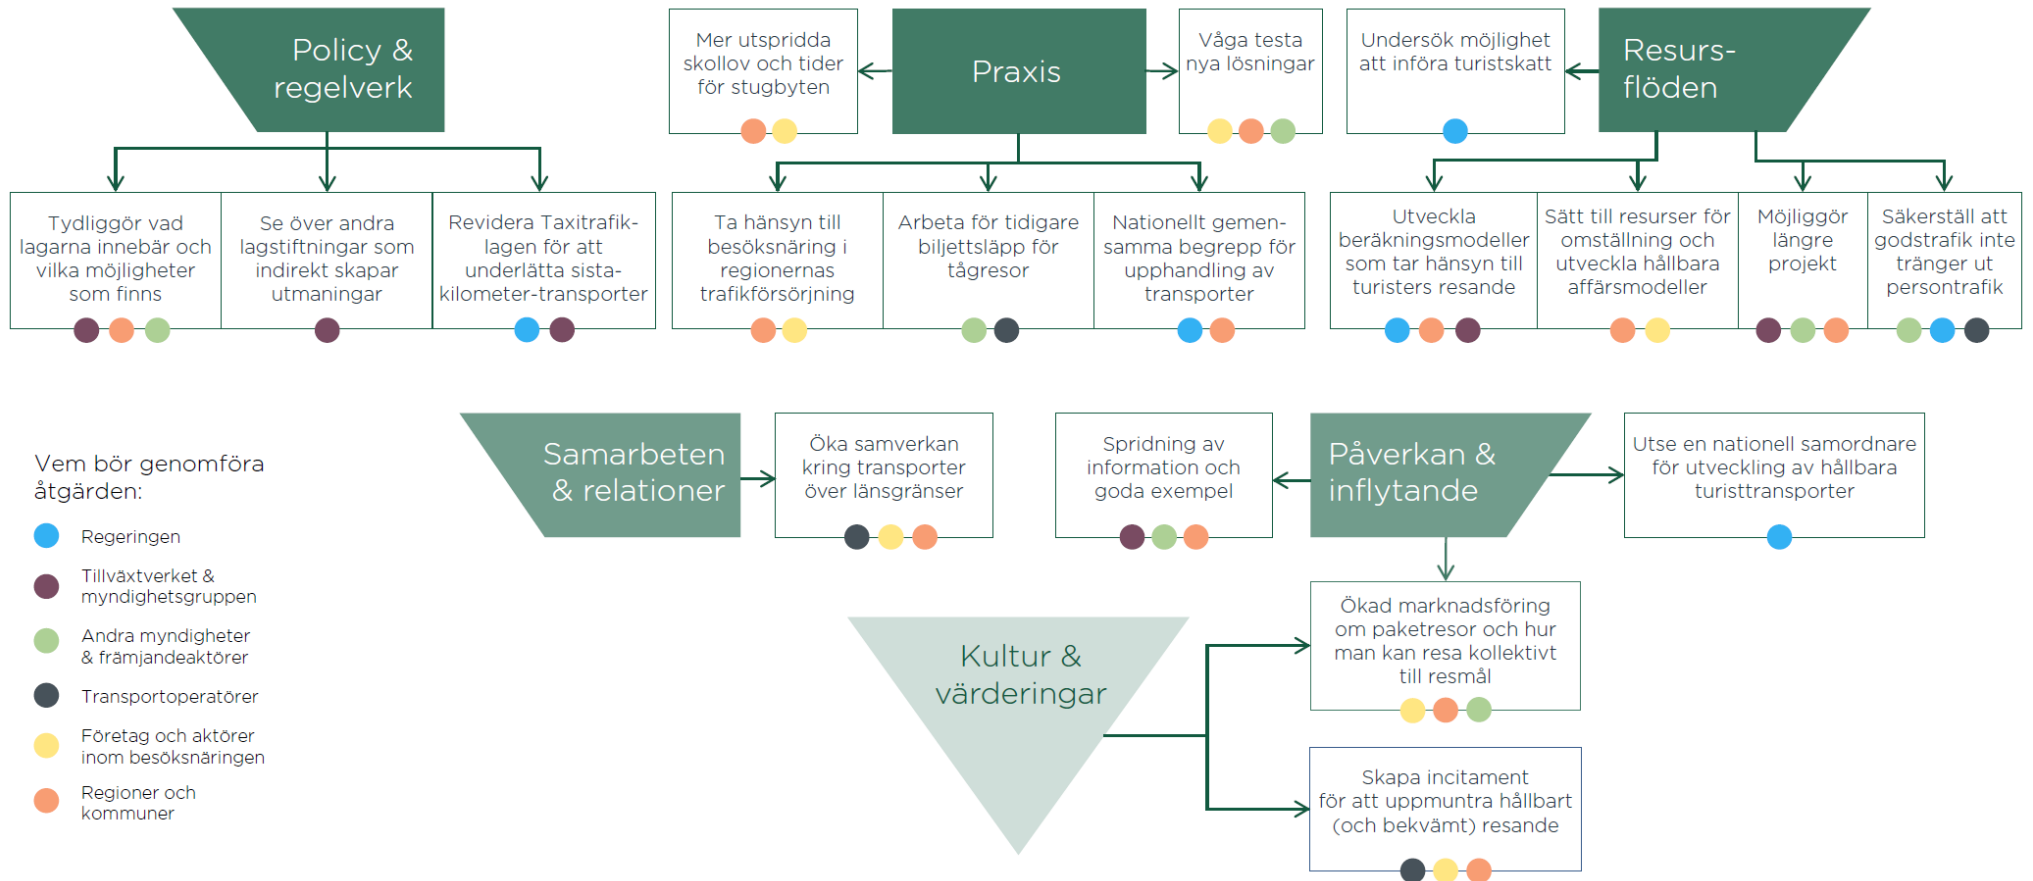 Policy &
regelverk
Mer utspridda
skollov och tider
för stugbyten
Praxis
Våga testa
nya lösningar
Undersök möjlighet
att införa turistskatt
Resurs-
flöden
Tydliggör vad
lagarna innebär och
vilka möjligheter
som finns
Se över andra
lagstiftningar som
indirekt skapar
utmaningar
Revidera Taxitrafik-
lagen för att
underlätta sista-
kilometer-transporter
Ta hänsyn till
besöksnäring i
regionernas
trafikförsörjning
Arbeta för tidigare
biljettsläpp för
tågresor
Nationellt gemen-
samma begrepp för
upphandling av
transporter
Utveckla
beräkningsmodeller
som tar hänsyn till
turisters resande
Sätt till resurser för
omställning och
utveckla hållbara
affärsmodeller
Möjliggör
längre
projekt
Säkerställ att
godstrafik inte
tränger ut
persontrafik
Samarbeten
& relationer
Öka samverkan
kring transporter
över länsgränser
Spridning av
information och
goda exempel
Påverkan &
inflytande
Utse en nationell samordnare
för utveckling av hållbara
turisttransporter
Vem bör genomföra
åtgärden:
Regeringen
Tillväxtverket &
myndighetsgruppen
Andra myndigheter
& främjandeaktörer
Transportoperatörer
Företag och aktörer
inom besöksnäringen
Regioner och
kommuner
Kultur &
värderingar
Ökad marknadsföring
om paketresor och hur
man kan resa kollektivt
till resmål
Skapa incitament
för att uppmuntra hållbart
(och bekvämt) resande